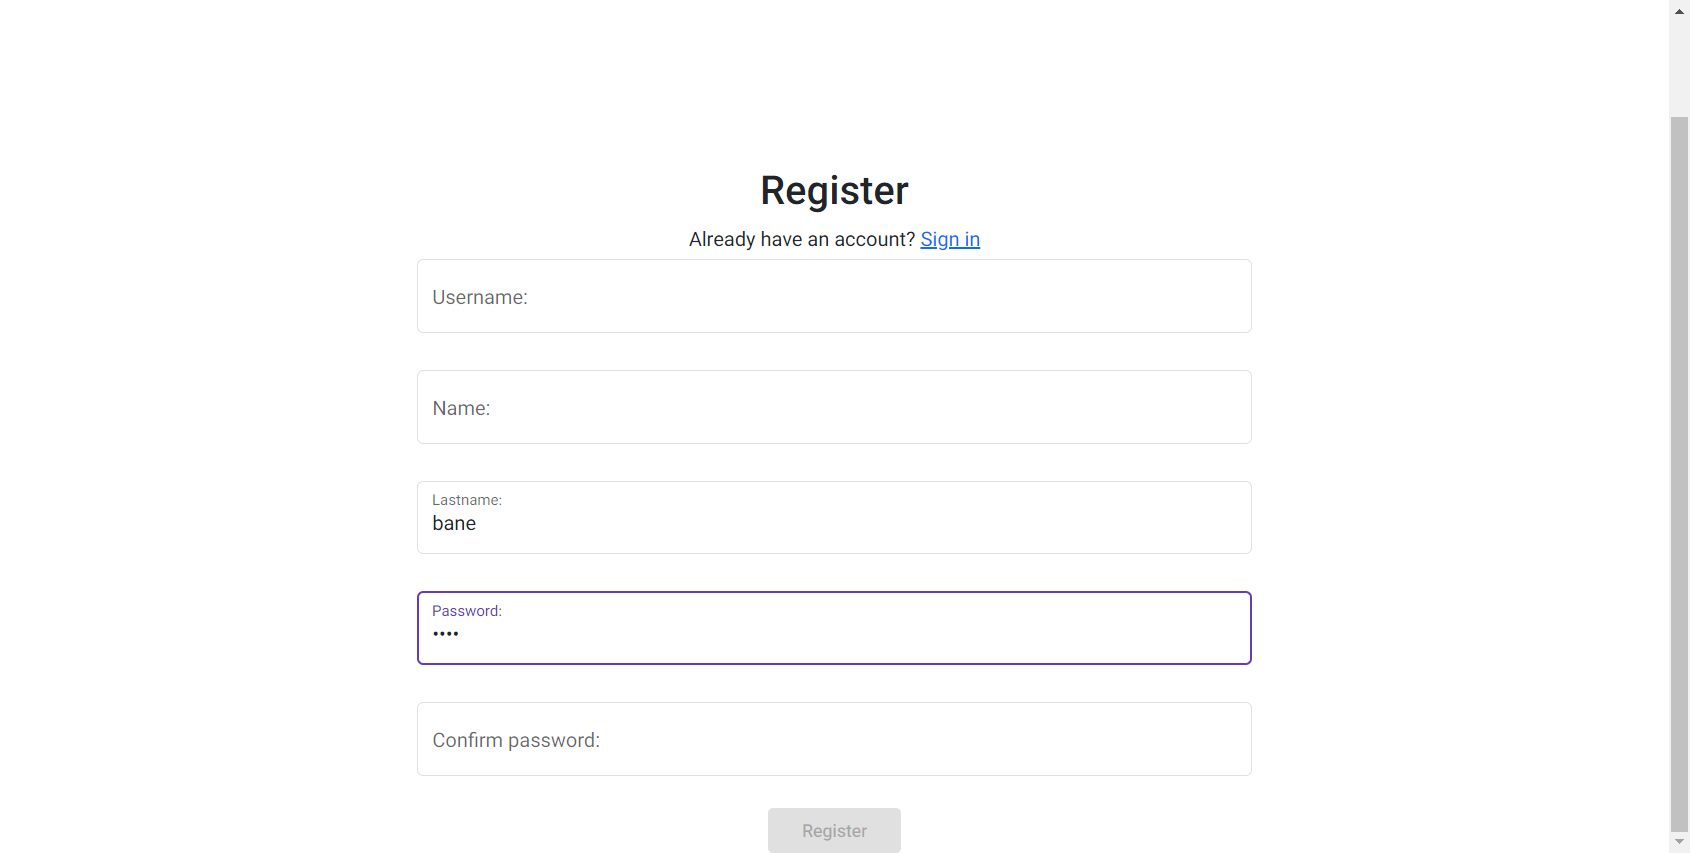 Register
Already have an account? Sign in
Username:
Name:
Lastname:
bane
Password:
••••
Confirm password:
Register